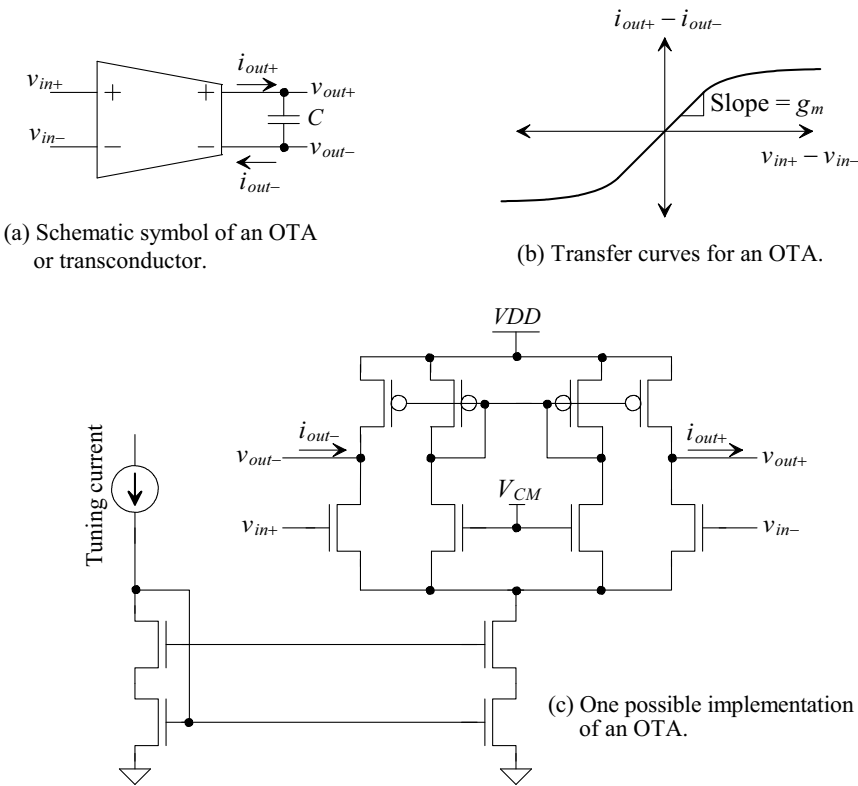 i_out+
v_in+
+ +
v_out+
C
v_in−
− −
v_out−
i_out−
(a) Schematic symbol of an OTA
or transconductor.
i_out+ − i_out−
Slope = g_m
v_in+ − v_in−
(b) Transfer curves for an OTA.
VDD
i_out−
i_out+
v_out−
v_out+
Tuning current
V_CM
v_in+
v_in−
(c) One possible implementation
of an OTA.